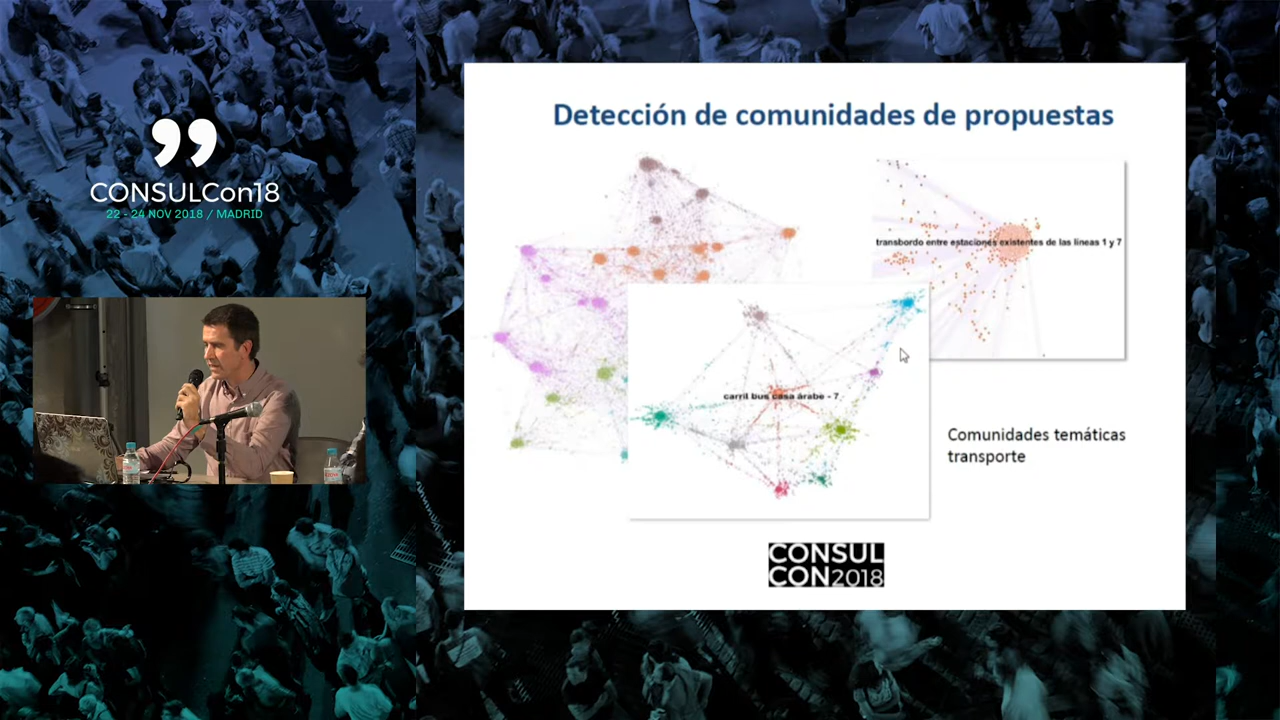 CONSULCon18
22 - 24 NOV 2018 / MADRID
Detección de comunidades de propuestas
transbordo entre estaciones existentes de las líneas 1 y 7
carril bus casa árabe - 7
Comunidades temáticas
transporte
CONSUL
CON2018